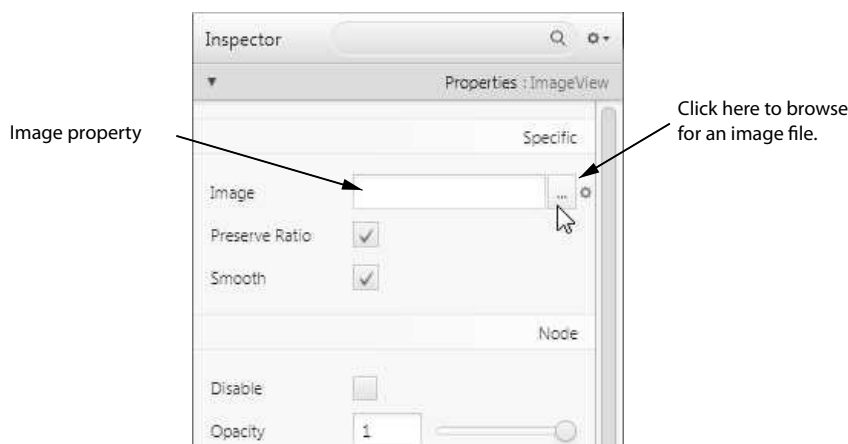 Inspector
Properties : ImageView
Image property
Click here to browse
for an image file.
Specific
Image
...
Preserve Ratio
Smooth
Node
Disable
Opacity
1